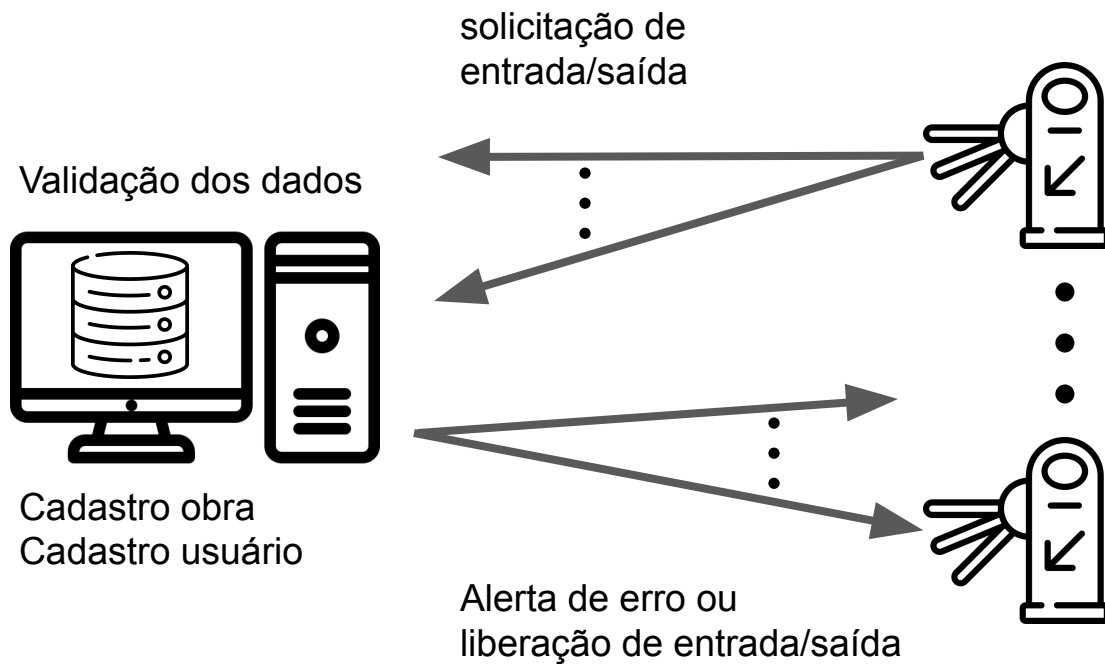 solicitação de
entrada/saída
Validação dos dados
Cadastro obra
Cadastro usuário
Alerta de erro ou
liberação de entrada/saída